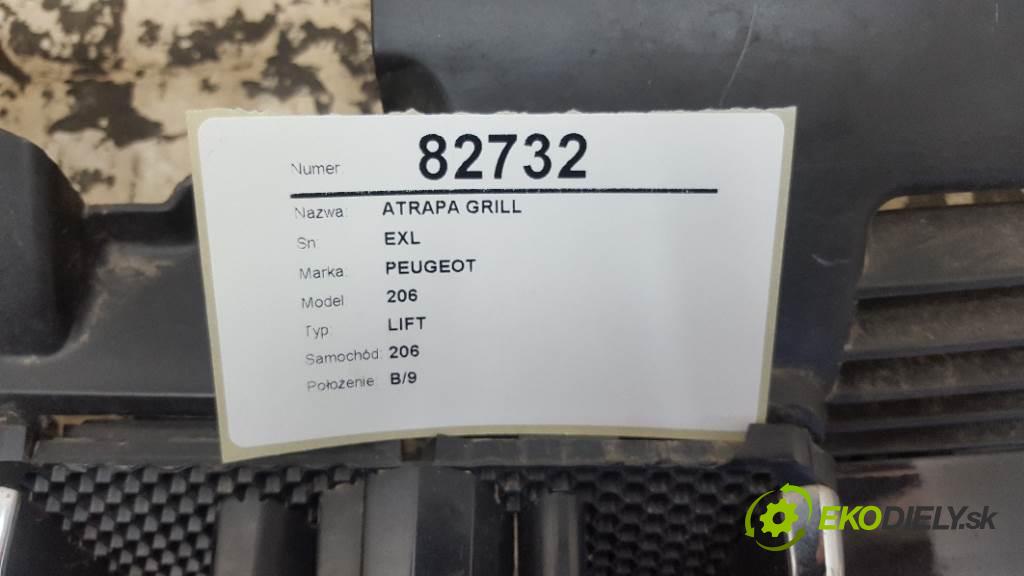 Numer: 82732
Nazwa: ATRAPA GRILL
Sn: EXL
Marka: PEUGEOT
Model 206
Typ: LIFT
Samochód: 206
Położenie: B/9
EKODIELY.sk